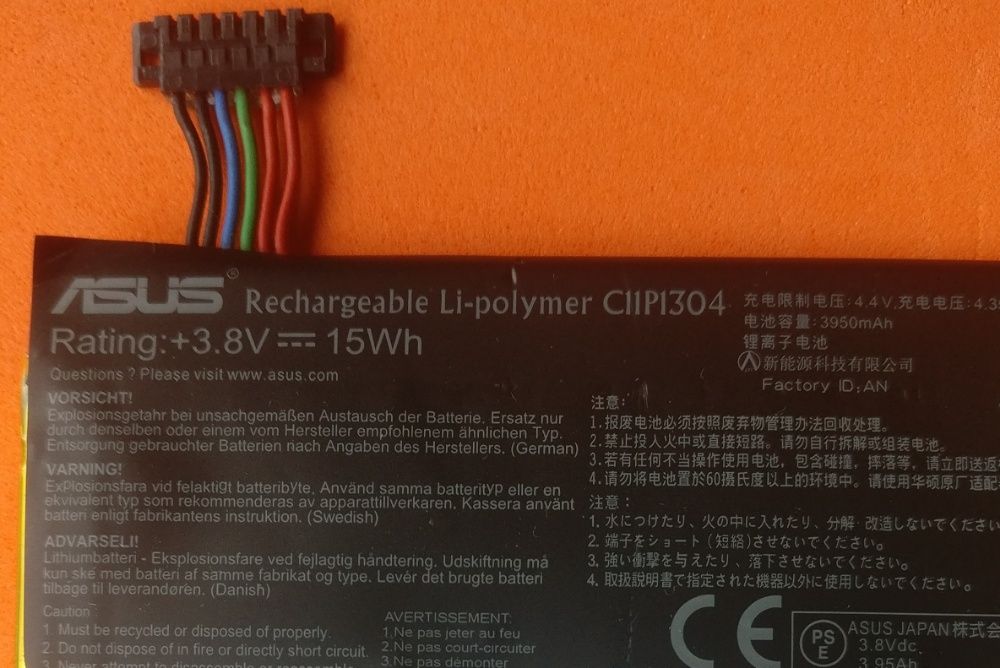 ASUS® Rechargeable Li-polymer C11P1304
Rating:+3.8V ⎓ 15Wh
Questions ? Please visit www.asus.com
VORSICHT!
Explosionsgetahr bei unsachgemäßen Austausch der Batterie. Ersatz nur
durch denselben oder einem vom Hersteller empfohlenem ähnlichen Typ.
Entsorgung gebrauchter Batterien nach Angaben des Herstellers. (German)
VARNING!
Explosionsfara vid felaktigt batteribyte, Använd samma batterityp eller en
ekvivalent typ som rekommenderas av apparattillverkaren. Kassera använt
batteri enligt fabrikantens instruktion. (Swedish)
ADVARSELI!
Lithiumbatteri - Eksplosionsfare ved fejlagtig håndtering. Udskiftning må
kun ske med batteri af samme fabrikat og type. Levér det brugte batteri
tilbage til leverandøren. (Danish)
Caution
1. Must be recycled or disposed of properly.
2. Do not dispose of in fire or directly short circuit.
3. Never attempt to disassemble or reassemble
AVERTISSEMENT:
1.Ne pas jeter au feu
2.Ne pas court-circuiter
3.Ne pas démonter
充电限制电压:4.4V,充电电压:4.3
电池容量:3950mAh
锂离子电池
新能源科技有限公司
Factory ID:AN
注意:
1.报废电池必须按照废弃物管理办法回收处理。
2.禁止投入火中或直接短路。请勿自行拆解或组装电池。
3.若有任何不当操作使用电池，包含碰撞，摔落等，请立即送返
4.请勿将电池置於60摄氏度以上的环境中。请使用华硕原厂适配
注意：
1. 水につけたり、火の中に入れたり、分解·改造しないでください
2. 端子をショート（短絡）させないでください。
3. 強い衝撃を与えたり、落下させないでください。
4. 取扱説明書で指定された機器以外に使用しないでください。
CE
PS
E
ASUS JAPAN 株式会
3.8Vdc
3.95Ah